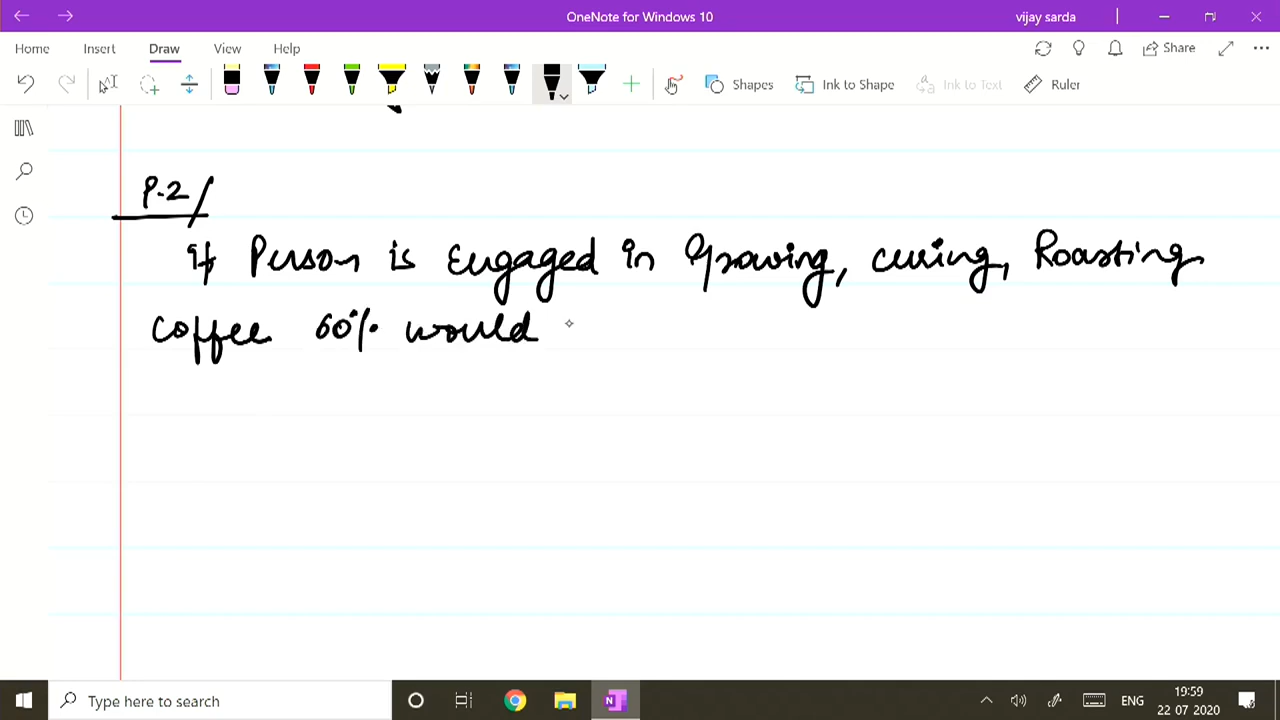 OneNote for Windows 10
vijay sarda
Home Insert Draw View Help
Share
Shapes Ink to Shape Ink to Text Ruler
P.2/
if Person is Engaged in Growing, curing, Roasting
coffee 60% would
Type here to search
ENG
19:59
22 07 2020